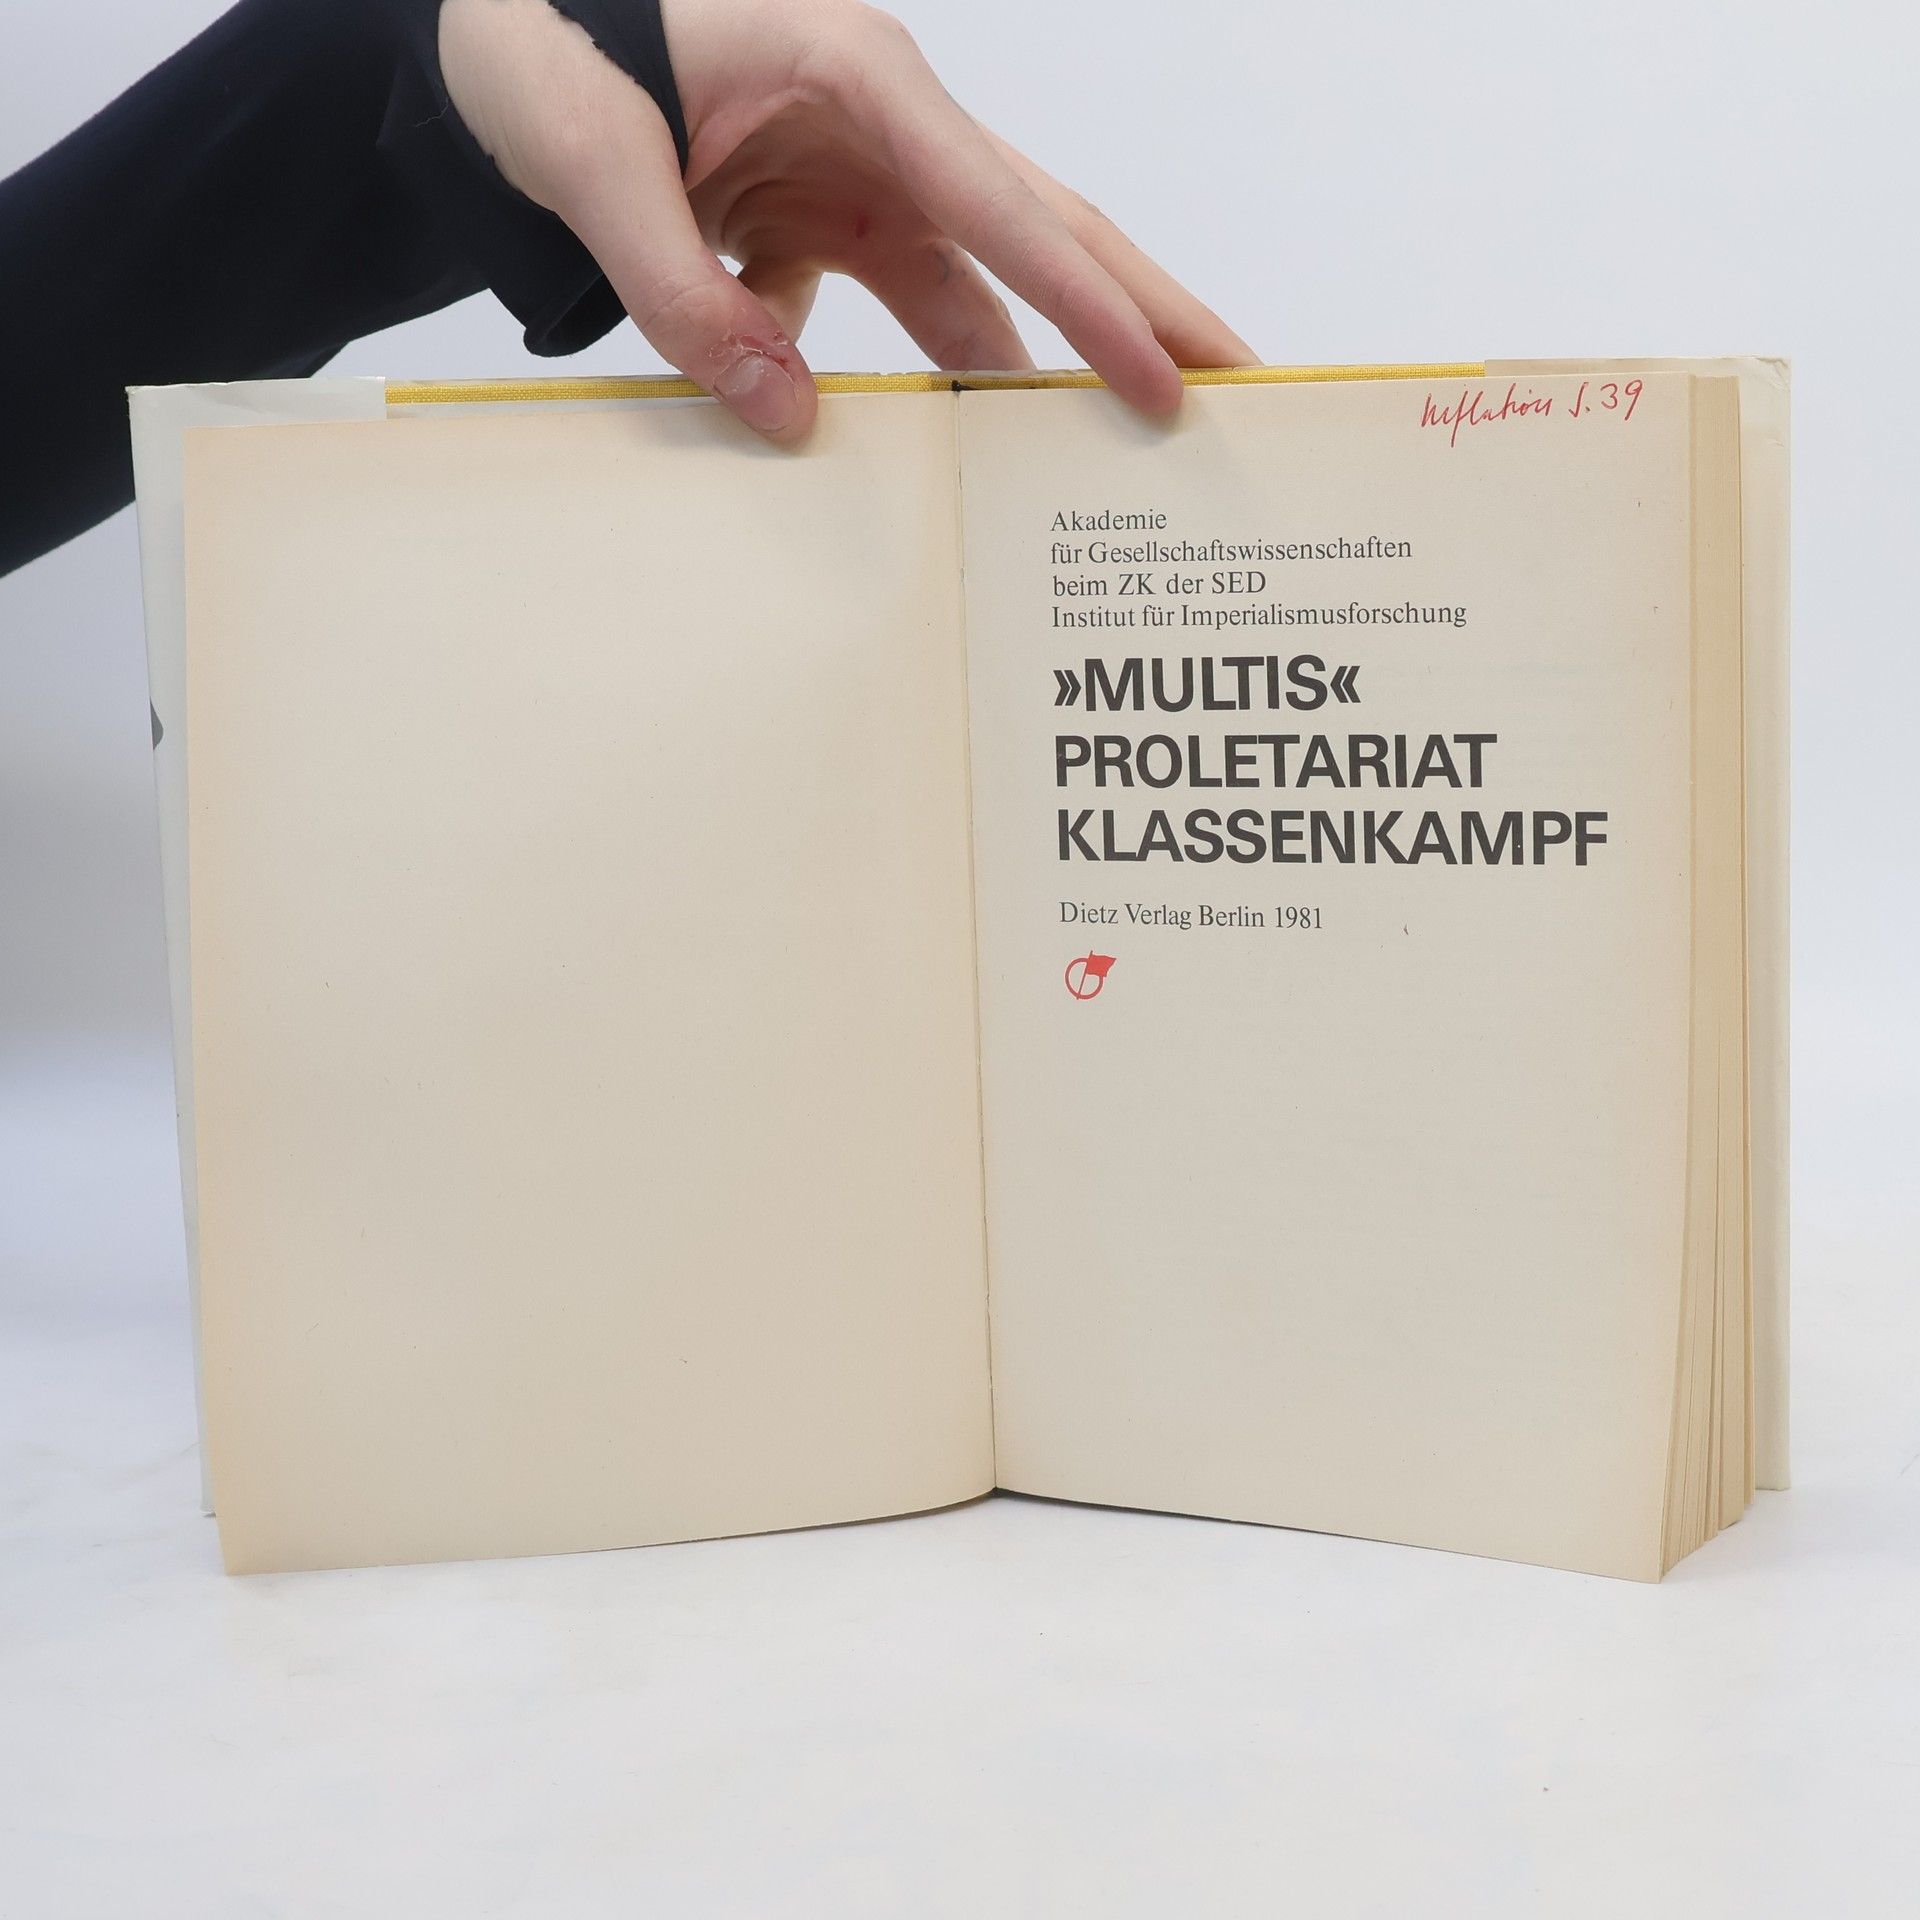 Inflation S. 39
Akademie
für Gesellschaftswissenschaften
beim ZK der SED
Institut für Imperialismusforschung
»MULTIS«
PROLETARIAT
KLASSENKAMPF
Dietz Verlag Berlin 1981